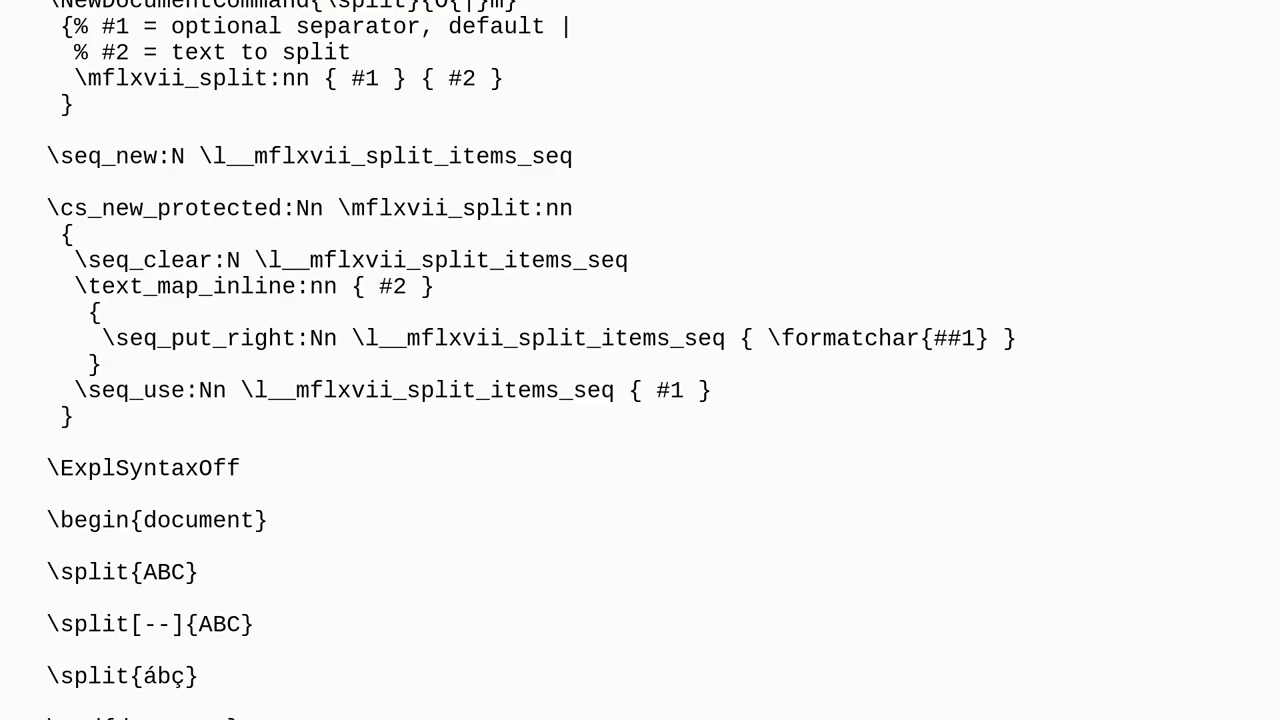 \NewDocumentCommand{\split}{O{|}m}
{% #1 = optional separator, default |
% #2 = text to split
\mflxvii_split:nn { #1 } { #2 }
}
\seq_new:N \l__mflxvii_split_items_seq
\cs_new_protected:Nn \mflxvii_split:nn
{
\seq_clear:N \l__mflxvii_split_items_seq
\text_map_inline:nn { #2 }
{
\seq_put_right:Nn \l__mflxvii_split_items_seq { \formatchar{##1} }
}
\seq_use:Nn \l__mflxvii_split_items_seq { #1 }
}
\ExplSyntaxOff
\begin{document}
\split{ABC}
\split[--]{ABC}
\split{ábç}